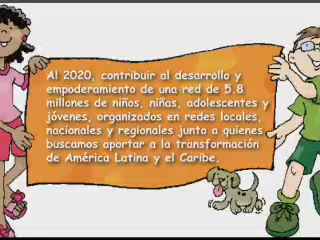 Al 2020, contribuir al desarrollo y
empoderamiento de una red de 5.8
millones de niños, niñas, adolescentes y
jóvenes, organizados en redes locales,
nacionales y regionales junto a quienes
buscamos aportar a la transformación
de América Latina y el Caribe.